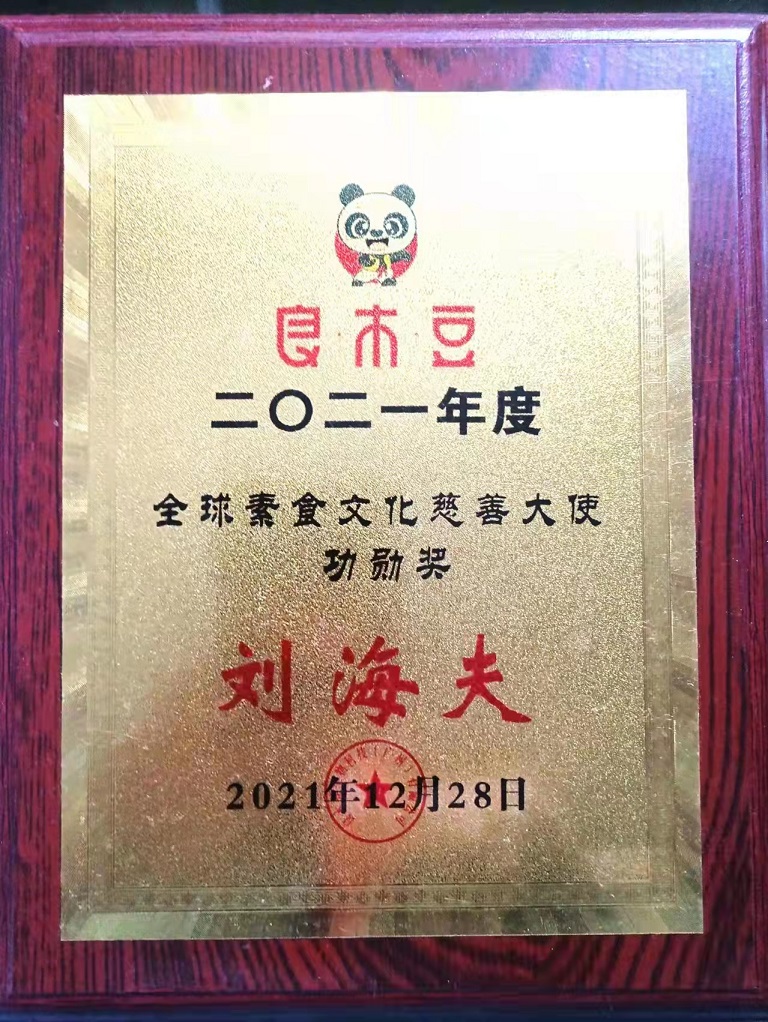 良木豆
二〇二一年度
全球素食文化慈善大使
功勋奖
刘海夫
2021年12月28日